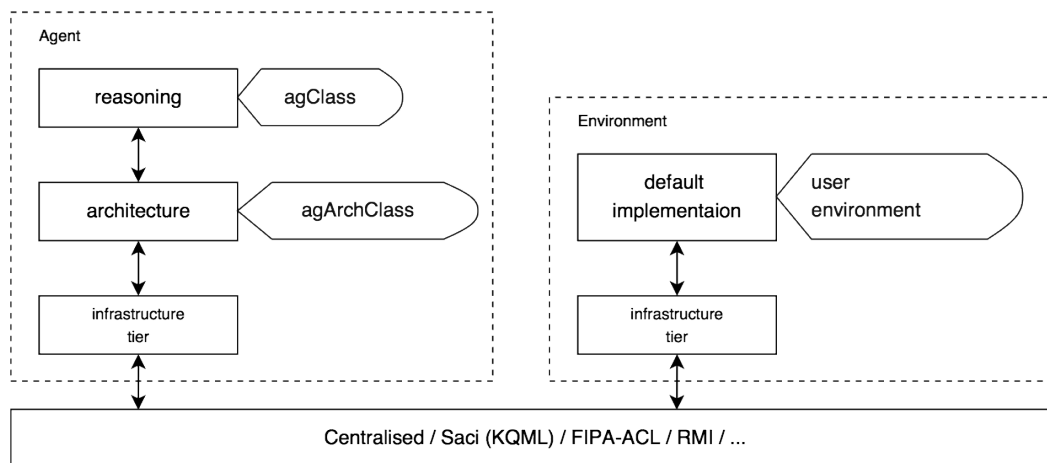 Agent
reasoning
agClass
architecture
agArchClass
infrastructure
tier
Environment
default
implementaion
user
environment
infrastructure
tier
Centralised / Saci (KQML) / FIPA-ACL / RMI / ...